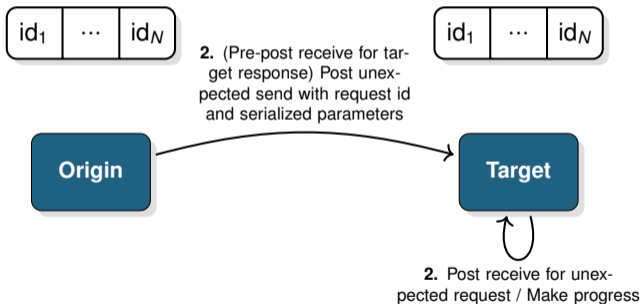 id1 ... idN
id1 ... idN
2. (Pre-post receive for tar-
get response) Post unex-
pected send with request id
and serialized parameters
Origin
Target
2. Post receive for unex-
pected request / Make progress